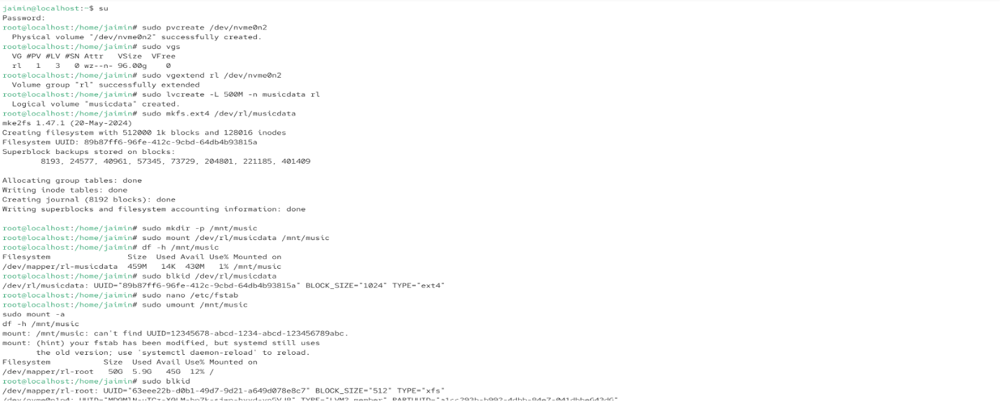 jaimin@localhost:~$ su
Password:
root@localhost:/home/jaimin# sudo pvcreate /dev/nvme0n2
  Physical volume "/dev/nvme0n2" successfully created.
root@localhost:/home/jaimin# sudo vgs
  VG #PV #LV #SN Attr   VSize  VFree
  rl   1   3   0 wz--n- 96.00g    0
root@localhost:/home/jaimin# sudo vgextend rl /dev/nvme0n2
  Volume group "rl" successfully extended
root@localhost:/home/jaimin# sudo lvcreate -L 500M -n musicdata rl
  Logical volume "musicdata" created.
root@localhost:/home/jaimin# sudo mkfs.ext4 /dev/rl/musicdata
mke2fs 1.47.1 (20-May-2024)
Creating filesystem with 512000 1k blocks and 128016 inodes
Filesystem UUID: 89b87ff6-96fe-412c-9cbd-64db4b93815a
Superblock backups stored on blocks:
        8193, 24577, 40961, 57345, 73729, 204801, 221185, 401409

Allocating group tables: done
Writing inode tables: done
Creating journal (8192 blocks): done
Writing superblocks and filesystem accounting information: done

root@localhost:/home/jaimin# sudo mkdir -p /mnt/music
root@localhost:/home/jaimin# sudo mount /dev/rl/musicdata /mnt/music
root@localhost:/home/jaimin# df -h /mnt/music
Filesystem                Size  Used Avail Use% Mounted on
/dev/mapper/rl-musicdata  459M   14K  430M   1% /mnt/music
root@localhost:/home/jaimin# sudo blkid /dev/rl/musicdata
/dev/rl/musicdata: UUID="89b87ff6-96fe-412c-9cbd-64db4b93815a" BLOCK_SIZE="1024" TYPE="ext4"
root@localhost:/home/jaimin# sudo nano /etc/fstab
root@localhost:/home/jaimin# sudo umount /mnt/music
sudo mount -a
df -h /mnt/music
mount: /mnt/music: can't find UUID=12345678-abcd-1234-abcd-123456789abc.
mount: (hint) your fstab has been modified, but systemd still uses
       the old version; use `systemctl daemon-reload` to reload.
Filesystem           Size  Used Avail Use% Mounted on
/dev/mapper/rl-root   50G  5.9G   45G  12% /
root@localhost:/home/jaimin# sudo blkid
/dev/mapper/rl-root: UUID="63eee22b-d0b1-49d7-9d21-a649d078e8c7" BLOCK_SIZE="512" TYPE="xfs"